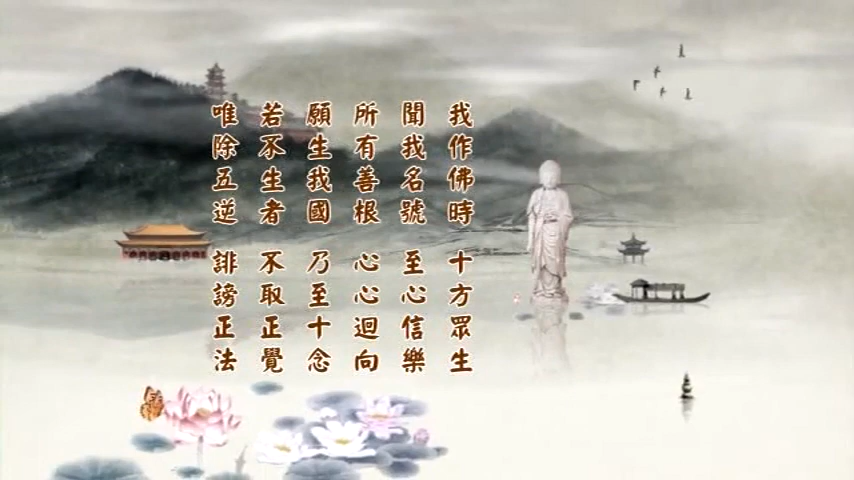 我作佛時 十方眾生
聞我名號 至心信樂
所有善根 心心迴向
願生我國 乃至十念
若不生者 不取正覺
唯除五逆 誹謗正法